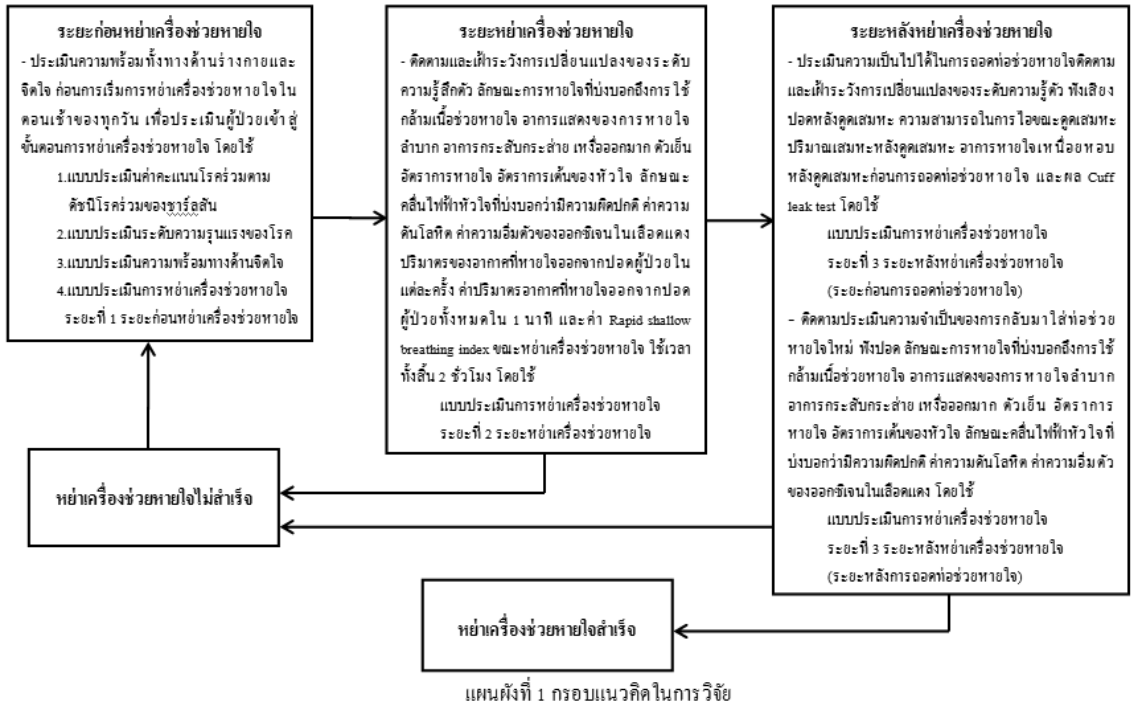 ระยะก่อนหย่าเครื่องช่วยหายใจ
- ประเมินความพร้อมทั้งทางด้านร่างกายและ
จิตใจ ก่อนการเริ่มการหย่าเครื่องช่วยหายใจใน
ตอนเช้าของทุกวัน เพื่อประเมินผู้ป่วยเข้าสู่
ขั้นตอนการหย่าเครื่องช่วยหายใจ โดยใช้
1.แบบประเมินค่าคะแนนโรคร่วมตาม
ดัชนีโรคร่วมของชาร์ลสัน
2.แบบประเมินระดับความรุนแรงของโรค
3.แบบประเมินความพร้อมทางด้านจิตใจ
4.แบบประเมินการหย่าเครื่องช่วยหายใจ
ระยะที่ 1 ระยะก่อนหย่าเครื่องช่วยหายใจ
ระยะหย่าเครื่องช่วยหายใจ
- ติดตามและเฝ้าระวังการเปลี่ยนแปลงของระดับ
ความรู้สึกตัว ลักษณะการหายใจที่บ่งบอกถึงการ ใช้
กล้ามเนื้อช่วยหายใจ อาการแสดงของการหายใจ
ลำบาก อาการกระสับกระส่าย เหงื่อออกมาก ตัวเย็น
อัตราการหายใจ อัตราการเต้นของหัวใจ ลักษณะ
คลื่นไฟฟ้าหัวใจที่บ่งบอกว่ามีความผิดปกติ ค่าความ
ดันโลหิต ค่าความอิ่มตัวของออกซิเจนในเลือดแดง
ปริมาตรของอากาศที่หายใจออกจากปอดผู้ป่วยใน
แต่ละครั้ง ค่าปริมาตรอากาศที่หายใจออกจากปอด
ผู้ป่วยทั้งหมดใน 1 นาที และค่า Rapid shallow
breathing index ขณะหย่าเครื่องช่วยหายใจ ใช้เวลา
ทั้งสิ้น 2 ชั่วโมง โดยใช้
แบบประเมินการหย่าเครื่องช่วยหายใจ
ระยะที่ 2 ระยะหย่าเครื่องช่วยหายใจ
ระยะหลังหย่าเครื่องช่วยหายใจ
- ประเมินความเป็นไปได้ในการถอดท่อช่วยหายใจติดตาม
และเฝ้าระวังการเปลี่ยนแปลงของระดับความรู้ตัว ฟังเสียง
ปอดหลังดูดเสมหะ ความสามารถในการไอขณะดูดเสมหะ
ปริมาณเสมหะหลังดูดเสมหะ อาการหายใจเหนื่อยหอบ
หลังดูดเสมหะก่อนการถอดท่อช่วยหายใจ และผล Cuff
leak test โดยใช้
แบบประเมินการหย่าเครื่องช่วยหายใจ
ระยะที่ 3 ระยะหลังหย่าเครื่องช่วยหายใจ
(ระยะก่อนการถอดท่อช่วยหายใจ)
- ติดตามประเมินความจำเป็นของการกลับมาใส่ท่อช่วย
หายใจใหม่ ฟังปอด ลักษณะการหายใจที่บ่งบอกถึงการใช้
กล้ามเนื้อช่วยหายใจ อาการแสดงของการหายใจลำบาก
อาการกระสับกระส่าย เหงื่อออกมาก ตัวเย็น อัตราการ
หายใจ อัตราการเต้นของหัวใจ ลักษณะคลื่นไฟฟ้าหัวใจที่
บ่งบอกว่ามีความผิดปกติ ค่าความดันโลหิต ค่าความอิ่มตัว
ของออกซิเจนในเลือดแดง โดยใช้
แบบประเมินการหย่าเครื่องช่วยหายใจ
ระยะที่ 3 ระยะหลังหย่าเครื่องช่วยหายใจ
(ระยะหลังการถอดท่อช่วยหายใจ)
หย่าเครื่องช่วยหายใจไม่สำเร็จ
หย่าเครื่องช่วยหายใจสำเร็จ
แผนผังที่ 1 กรอบแนวคิดในการวิจัย